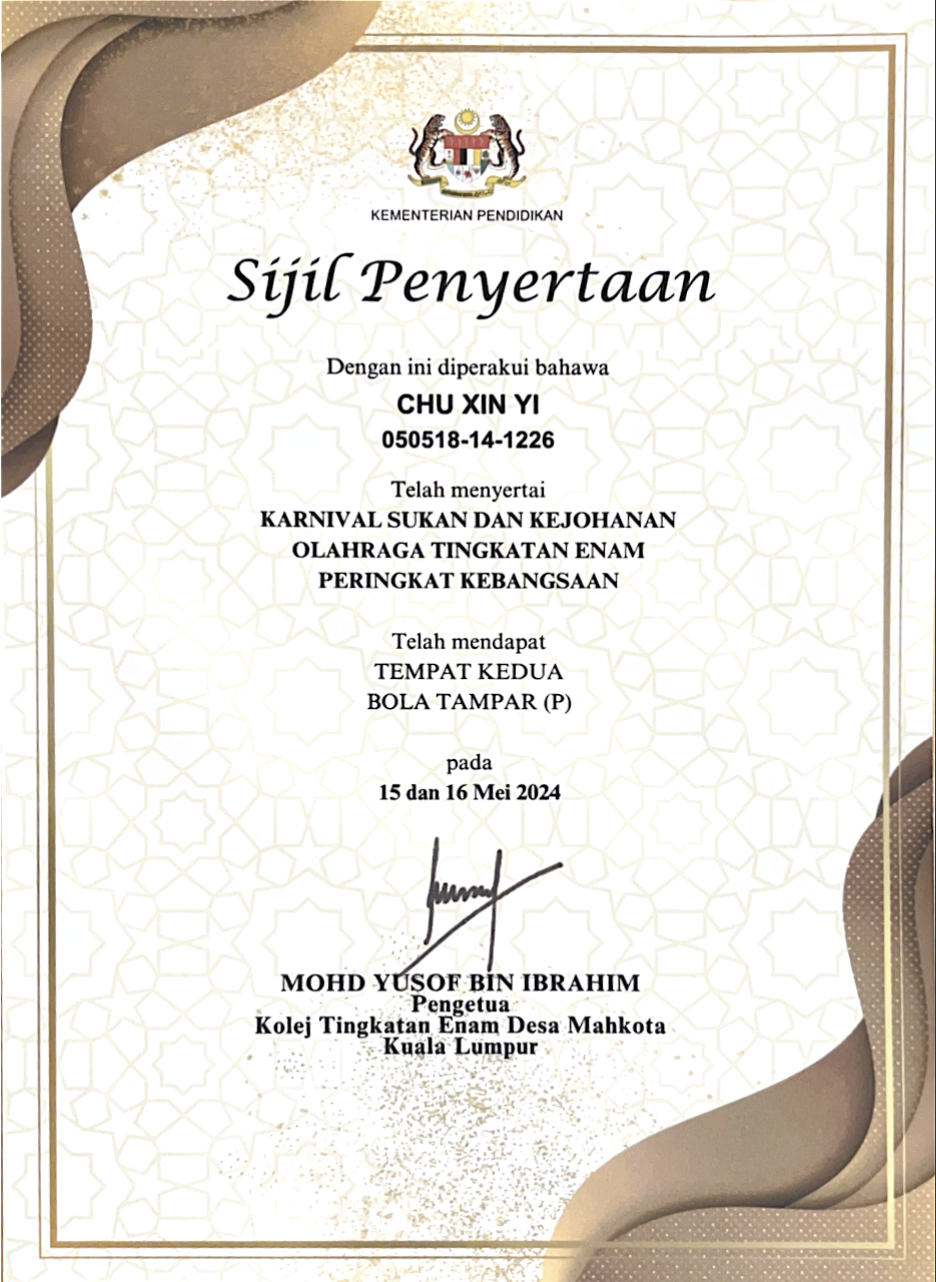 KEMENTERIAN PENDIDIKAN
Sijil Penyertaan
Dengan ini diperakui bahawa
CHU XIN YI
050518-14-1226
Telah menyertai
KARNIVAL SUKAN DAN KEJOHANAN
OLAHRAGA TINGKATAN ENAM
PERINGKAT KEBANGSAAN
Telah mendapat
TEMPAT KEDUA
BOLA TAMPAR (P)
pada
15 dan 16 Mei 2024
MOHD YUSOF BIN IBRAHIM
Pengetua
Kolej Tingkatan Enam Desa Mahkota
Kuala Lumpur